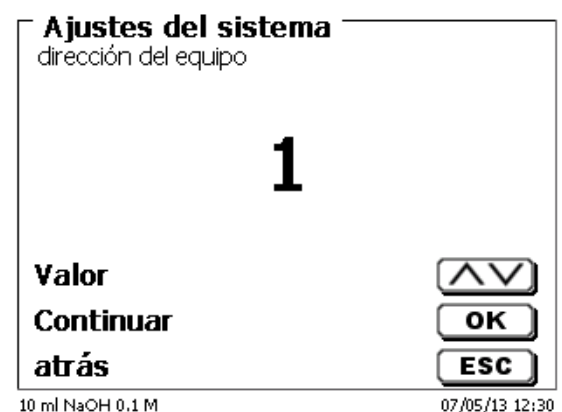 Ajustes del sistema
dirección del equipo
1
Valor
Continuar OK
atrás ESC
10 ml NaOH 0.1 M 07/05/13 12:30